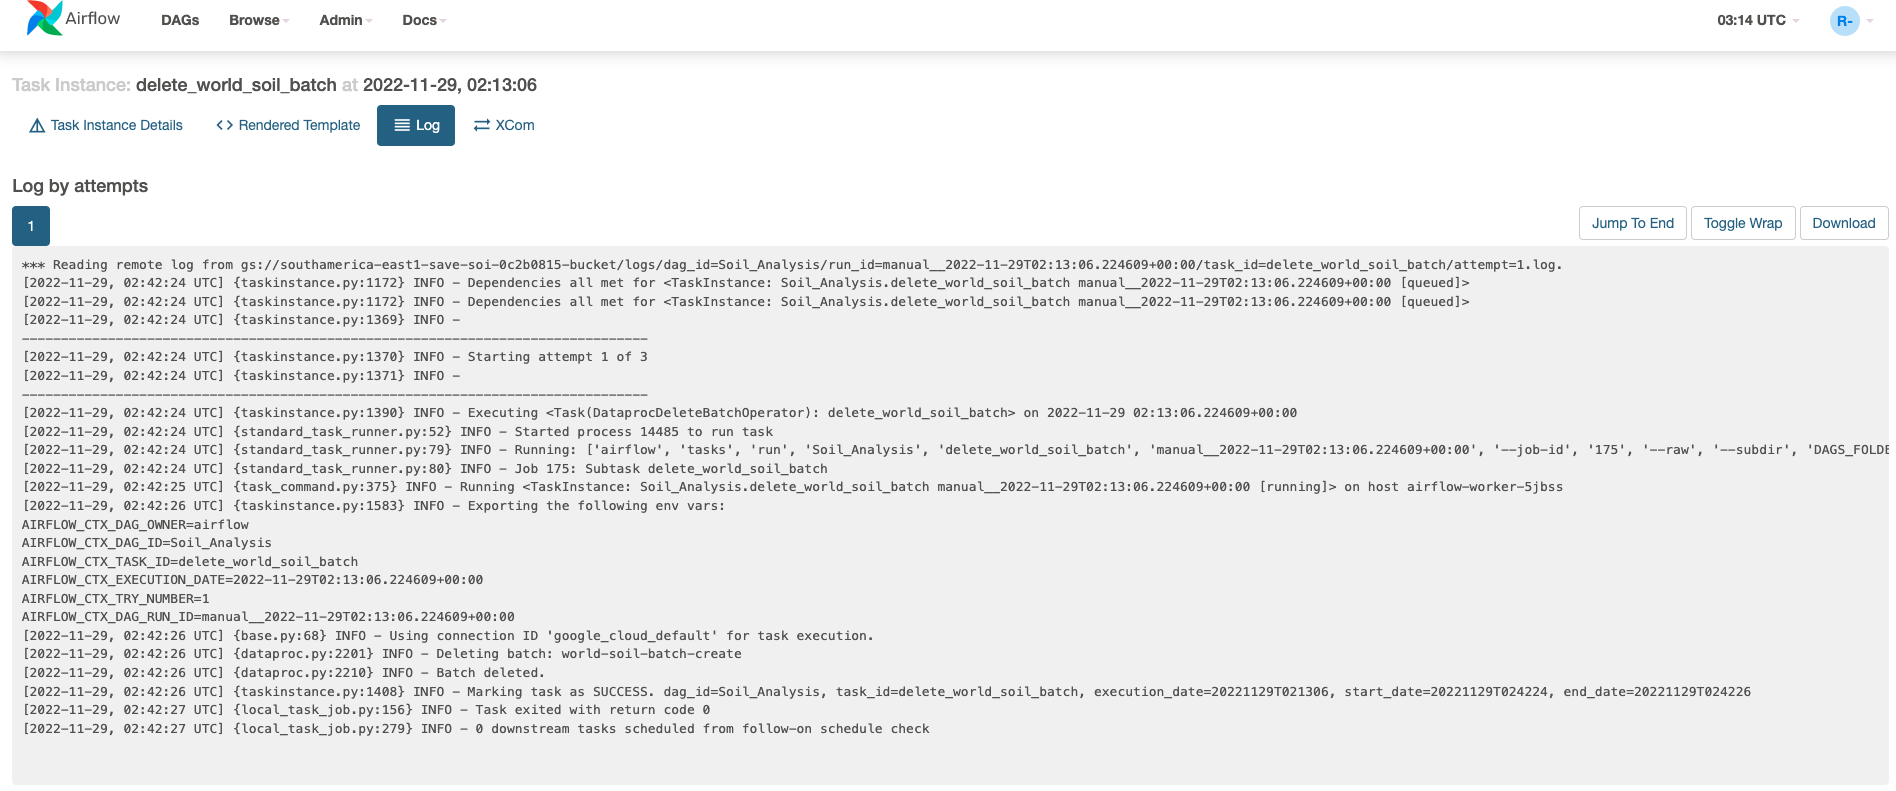 Airflow DAGs Browse Admin Docs 03:14 UTC R-
Task Instance: delete_world_soil_batch at 2022-11-29, 02:13:06
Task Instance Details <> Rendered Template Log XCom
Log by attempts
1 Jump To End Toggle Wrap Download
*** Reading remote log from gs://southamerica-east1-save-soi-0c2b0815-bucket/logs/dag_id=Soil_Analysis/run_id=manual__2022-11-29T02:13:06.224609+00:00/task_id=delete_world_soil_batch/attempt=1.log.
[2022-11-29, 02:42:24 UTC] {taskinstance.py:1172} INFO - Dependencies all met for <TaskInstance: Soil_Analysis.delete_world_soil_batch manual__2022-11-29T02:13:06.224609+00:00 [queued]>
[2022-11-29, 02:42:24 UTC] {taskinstance.py:1172} INFO - Dependencies all met for <TaskInstance: Soil_Analysis.delete_world_soil_batch manual__2022-11-29T02:13:06.224609+00:00 [queued]>
[2022-11-29, 02:42:24 UTC] {taskinstance.py:1369} INFO -
--------------------------------------------------------------------------------
[2022-11-29, 02:42:24 UTC] {taskinstance.py:1370} INFO - Starting attempt 1 of 3
[2022-11-29, 02:42:24 UTC] {taskinstance.py:1371} INFO -
--------------------------------------------------------------------------------
[2022-11-29, 02:42:24 UTC] {taskinstance.py:1390} INFO - Executing <Task(DataprocDeleteBatchOperator): delete_world_soil_batch> on 2022-11-29 02:13:06.224609+00:00
[2022-11-29, 02:42:24 UTC] {standard_task_runner.py:52} INFO - Started process 14485 to run task
[2022-11-29, 02:42:24 UTC] {standard_task_runner.py:79} INFO - Running: ['airflow', 'tasks', 'run', 'Soil_Analysis', 'delete_world_soil_batch', 'manual__2022-11-29T02:13:06.224609+00:00', '--job-id', '175', '--raw', '--subdir', 'DAGS_FOLDE
[2022-11-29, 02:42:24 UTC] {standard_task_runner.py:80} INFO - Job 175: Subtask delete_world_soil_batch
[2022-11-29, 02:42:25 UTC] {task_command.py:375} INFO - Running <TaskInstance: Soil_Analysis.delete_world_soil_batch manual__2022-11-29T02:13:06.224609+00:00 [running]> on host airflow-worker-5jbss
[2022-11-29, 02:42:26 UTC] {taskinstance.py:1583} INFO - Exporting the following env vars:
AIRFLOW_CTX_DAG_OWNER=airflow
AIRFLOW_CTX_DAG_ID=Soil_Analysis
AIRFLOW_CTX_TASK_ID=delete_world_soil_batch
AIRFLOW_CTX_EXECUTION_DATE=2022-11-29T02:13:06.224609+00:00
AIRFLOW_CTX_TRY_NUMBER=1
AIRFLOW_CTX_DAG_RUN_ID=manual__2022-11-29T02:13:06.224609+00:00
[2022-11-29, 02:42:26 UTC] {base.py:68} INFO - Using connection ID 'google_cloud_default' for task execution.
[2022-11-29, 02:42:26 UTC] {dataproc.py:2201} INFO - Deleting batch: world-soil-batch-create
[2022-11-29, 02:42:26 UTC] {dataproc.py:2210} INFO - Batch deleted.
[2022-11-29, 02:42:26 UTC] {taskinstance.py:1408} INFO - Marking task as SUCCESS. dag_id=Soil_Analysis, task_id=delete_world_soil_batch, execution_date=20221129T021306, start_date=20221129T024224, end_date=20221129T024226
[2022-11-29, 02:42:27 UTC] {local_task_job.py:156} INFO - Task exited with return code 0
[2022-11-29, 02:42:27 UTC] {local_task_job.py:279} INFO - 0 downstream tasks scheduled from follow-on schedule check